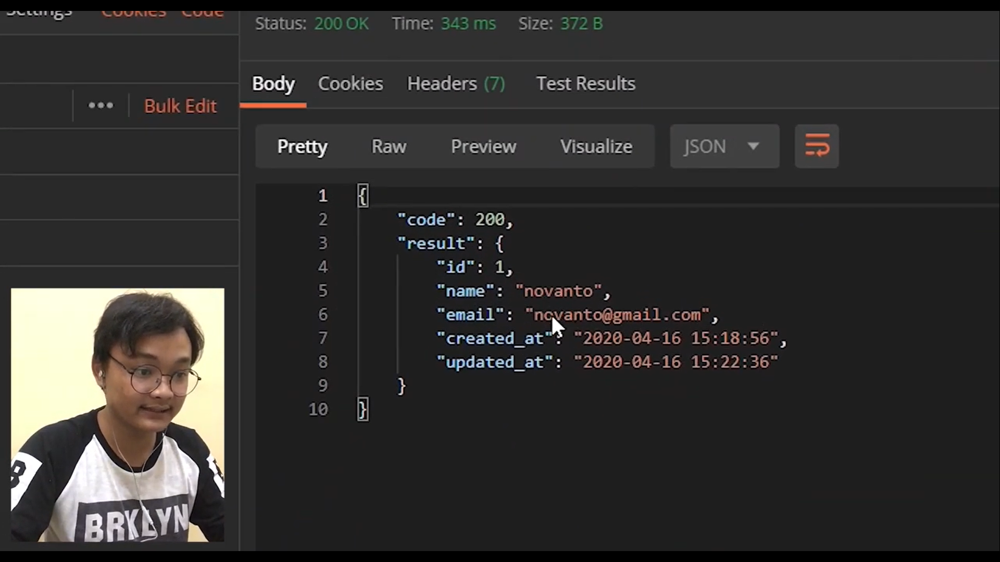 Settings Cookies Code
Status: 200 OK Time: 343 ms Size: 372 B
Body Cookies Headers (7) Test Results
••• Bulk Edit
Pretty Raw Preview Visualize JSON
1 {
2 "code": 200,
3 "result": {
4 "id": 1,
5 "name": "novanto",
6 "email": "novanto@gmail.com",
7 "created_at": "2020-04-16 15:18:56",
8 "updated_at": "2020-04-16 15:22:36"
9 }
10 }
B
BRKLYN